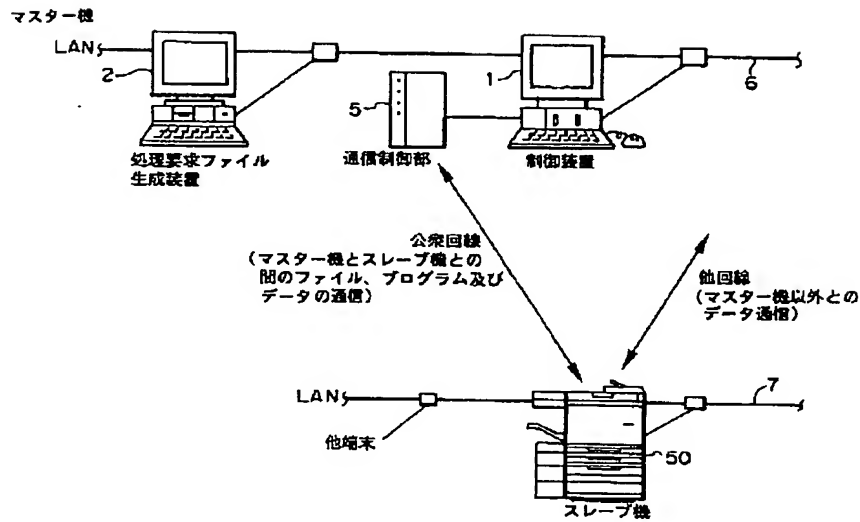 マスター機
LAN
2
1
6
5
処理要求ファイル
生成装置
通信制御部
制御装置
公衆回線
(マスター機とスレーブ機との
間のファイル、プログラム及び
データの通信)
他回線
(マスター機以外との
データ通信)
LAN
7
他端末
50
スレーブ機